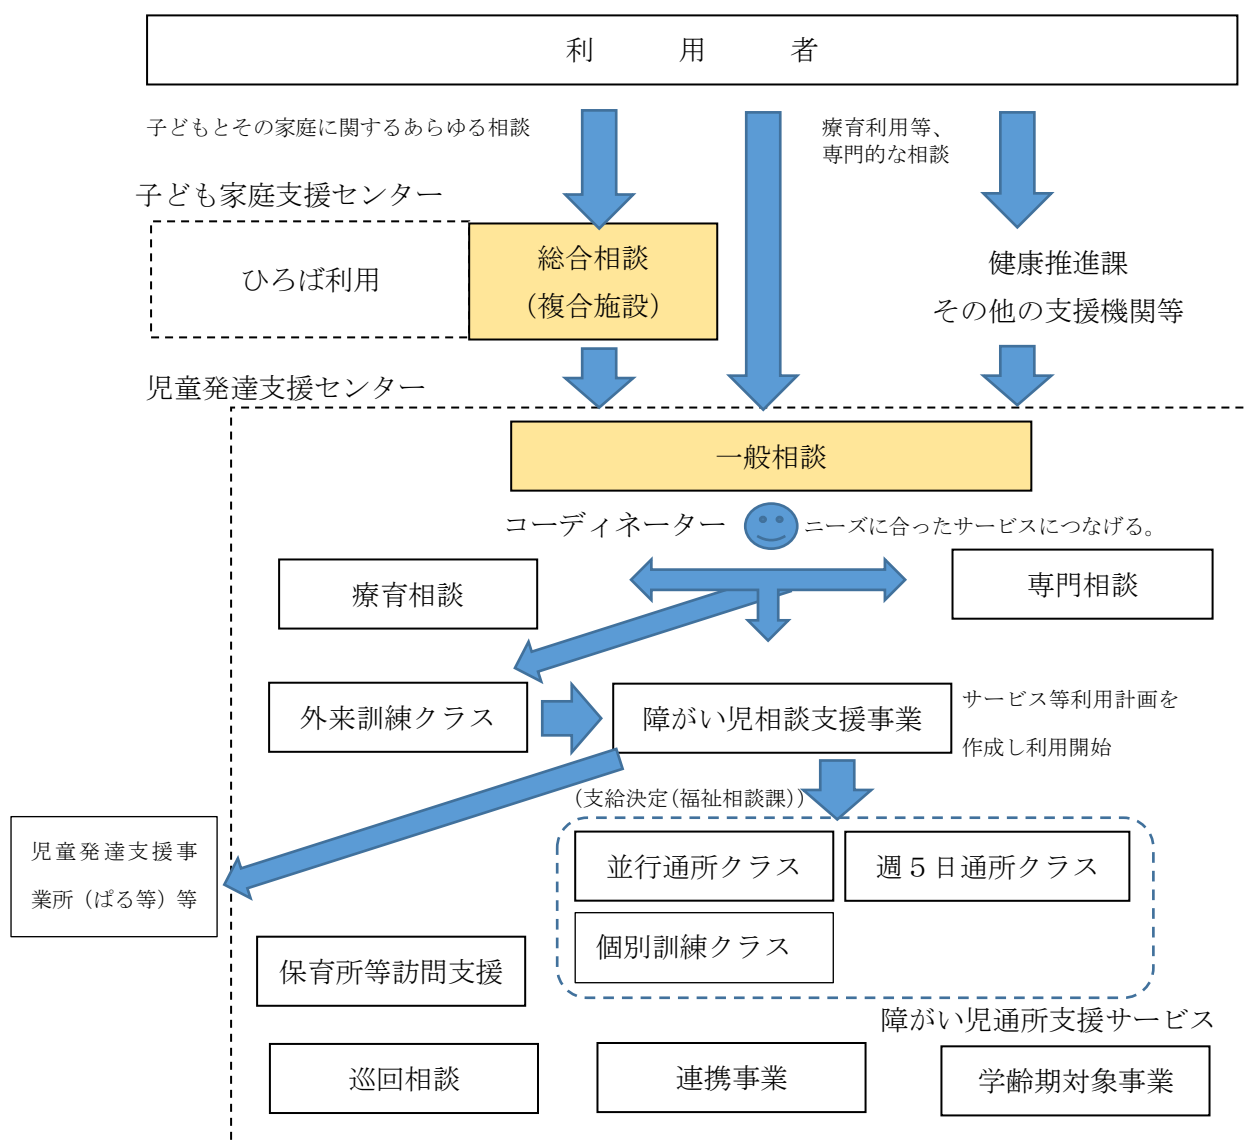 利用者
子どもとその家庭に関するあらゆる相談
療育利用等、
専門的な相談
子ども家庭支援センター
ひろば利用
総合相談
（複合施設）
健康推進課
その他の支援機関等
児童発達支援センター
一般相談
コーディネーター
ニーズに合ったサービスにつなげる。
療育相談
専門相談
外来訓練クラス
障がい児相談支援事業
サービス等利用計画を
作成し利用開始
（支給決定（福祉相談課））
児童発達支援事
業所（ぱる等）等
並行通所クラス
週５日通所クラス
個別訓練クラス
保育所等訪問支援
障がい児通所支援サービス
巡回相談
連携事業
学齢期対象事業